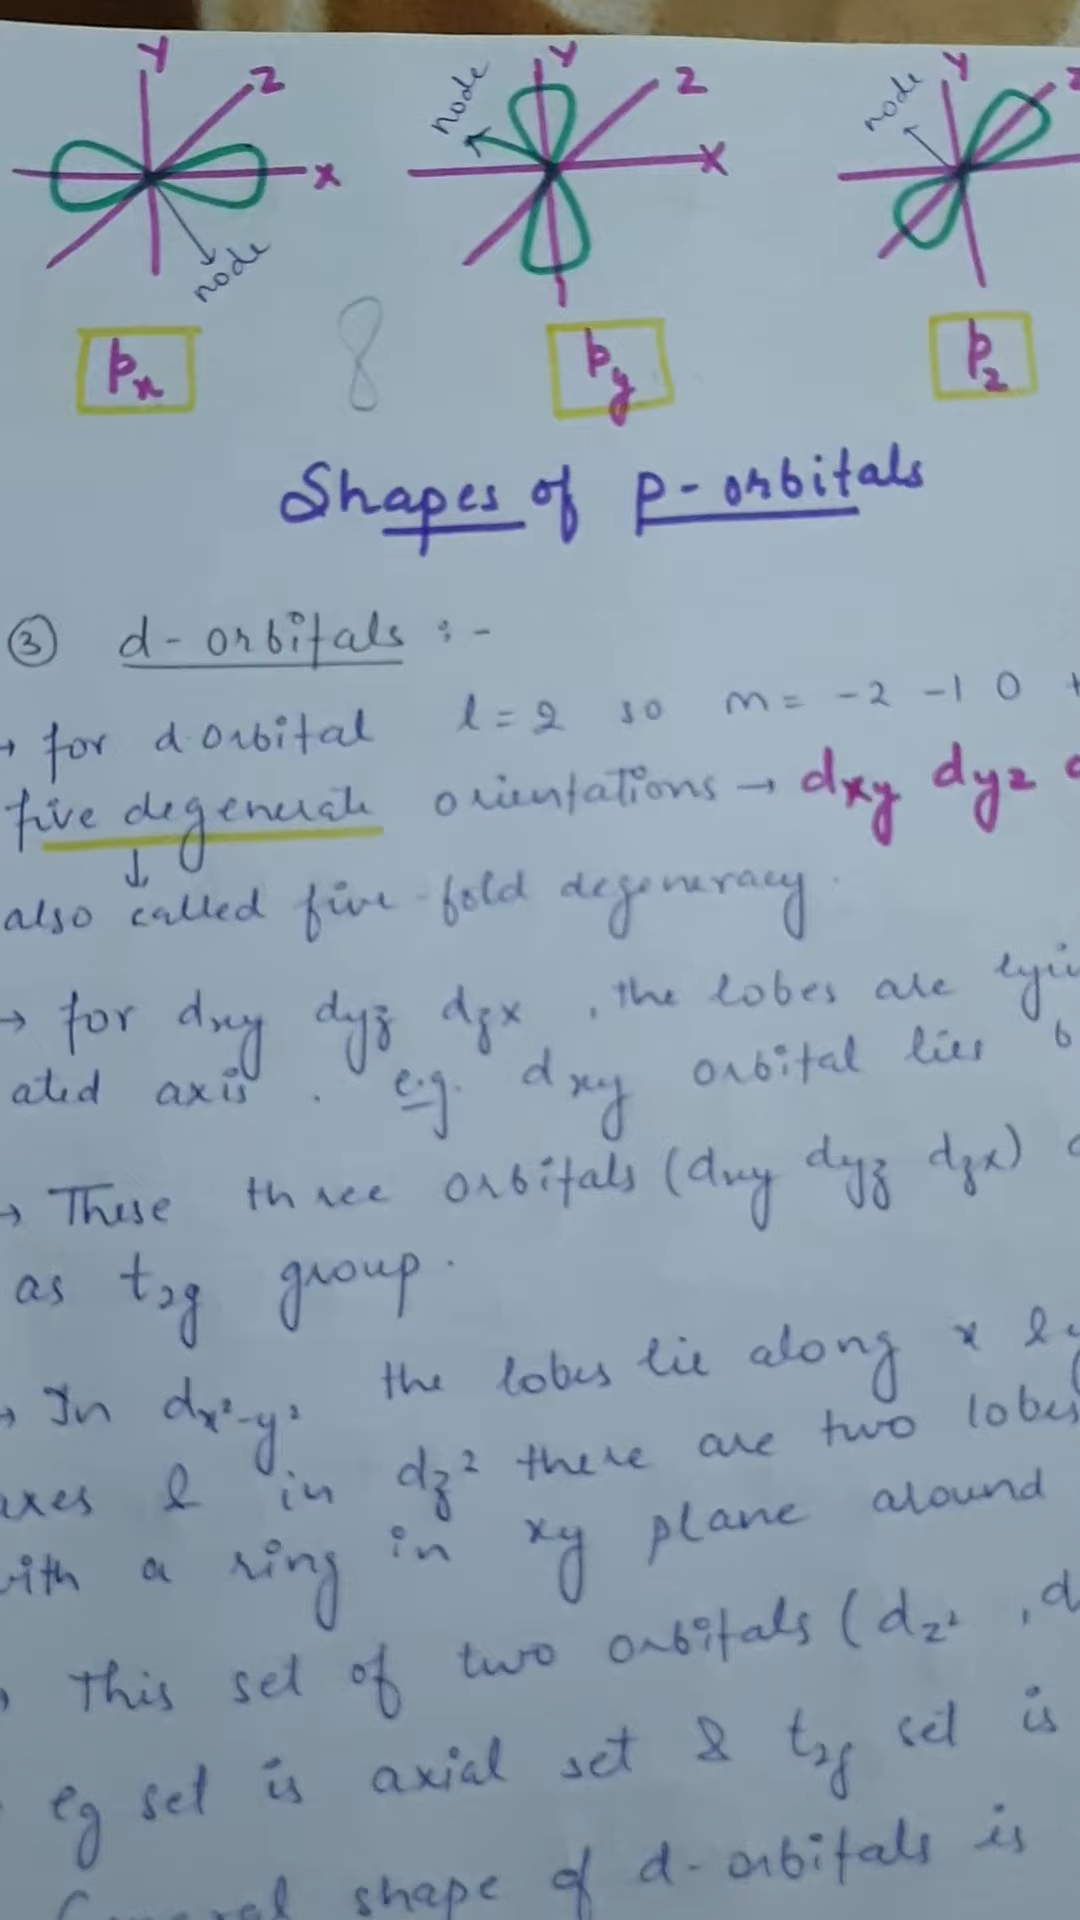 Y Z X node
node Y Z X
node Y Z
px 8 py pz
Shapes of p-orbitals
③ d-orbitals :-
→ for d.orbital l=2 so m= -2 -1 0 +
five degenerate orientations → dxy dyz
↓
also called five-fold degeneracy.
→ for dxy dyz dzx, the lobes are lyi
ated axis. e.g. dxy orbital lies b
→ These three orbitals (dxy dyz dzx)
as t2g group.
→ In dx²-y² the lobes lie along x & y
axes & in dz² there are two lobes
with a ring in xy plane around
→ This set of two orbitals (dz², d
eg set is axial set & t2g set is
General shape of d-orbitals is